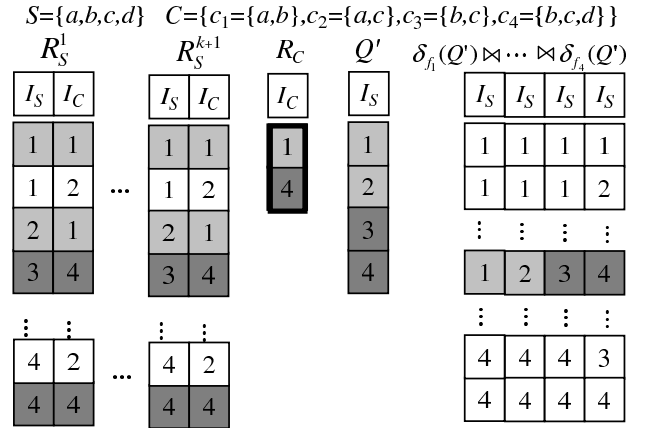 S={a,b,c,d} C={c₁={a,b},c₂={a,c},c₃={b,c},c₄={b,c,d}}
R_S^1 R_S^{k+1} R_C Q' δ_{f₁}(Q')⋈⋯⋈δ_{f₄}(Q')
I_S I_C I_S I_C I_C I_S I_S I_S I_S I_S
1 1 1 1 1 1 1 1 1 1
1 2 ... 1 2 4 2 1 1 1 2
2 1 2 1 3 ⋮ ⋮ ⋮ ⋮
3 4 3 4 4 1 2 3 4
⋮ ⋮ ⋮ ⋮ ⋮ ⋮ ⋮ ⋮
4 2 ... 4 2 4 4 4 3
4 4 4 4 4 4 4 4